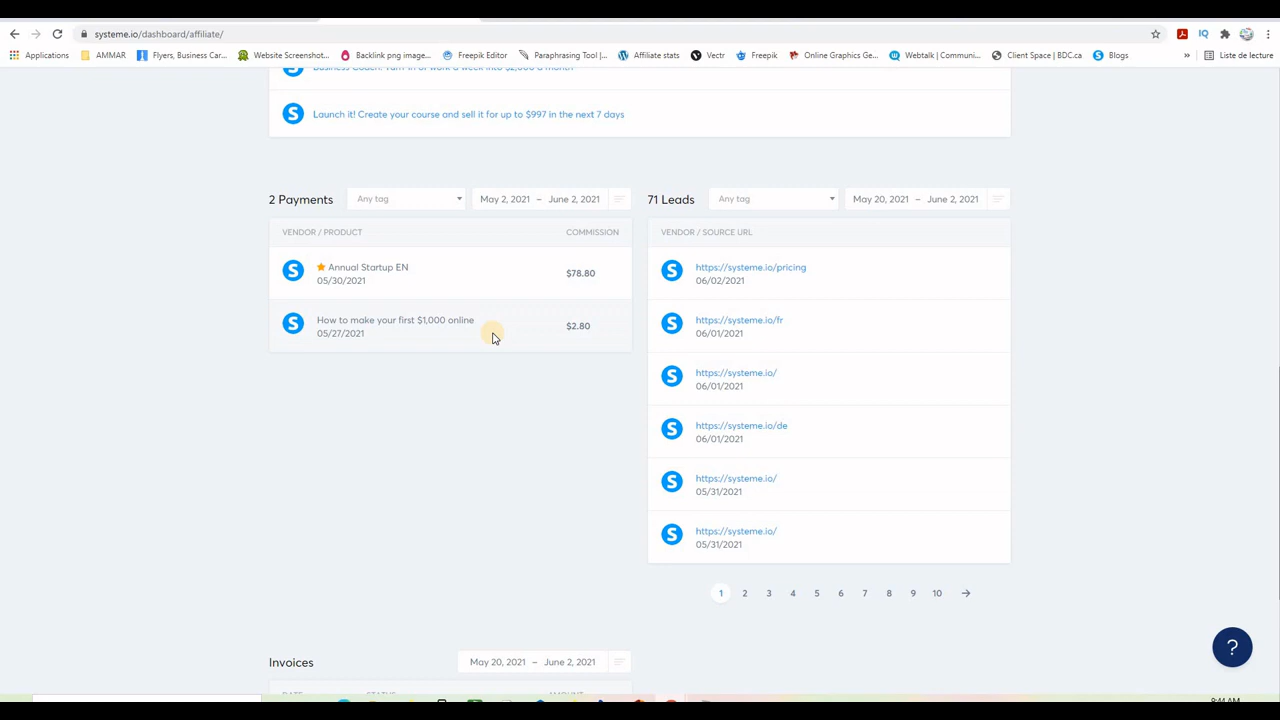 systeme.io/dashboard/affiliate/
Applications AMMAR Flyers, Business Car... Website Screenshot... Backlink png image... Freepik Editor Paraphrasing Tool |... Affiliate stats Vectr Freepik Online Graphics Ge... Webtalk | Communi... Client Space | BDC.ca Blogs » Liste de lecture
Launch it! Create your course and sell it for up to $997 in the next 7 days
2 Payments Any tag May 2, 2021 – June 2, 2021
VENDOR / PRODUCT COMMISSION
Annual Startup EN
05/30/2021
$78.80
How to make your first $1,000 online
05/27/2021
$2.80
71 Leads Any tag May 20, 2021 – June 2, 2021
VENDOR / SOURCE URL
https://systeme.io/pricing
06/02/2021
https://systeme.io/fr
06/01/2021
https://systeme.io/
06/01/2021
https://systeme.io/de
06/01/2021
https://systeme.io/
05/31/2021
https://systeme.io/
05/31/2021
1 2 3 4 5 6 7 8 9 10 →
Invoices May 20, 2021 – June 2, 2021
?